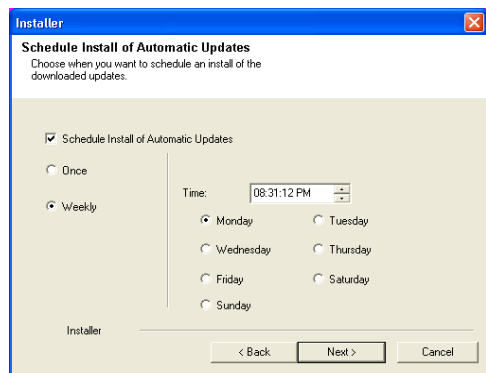 Installer
Schedule Install of Automatic Updates
Choose when you want to schedule an install of the
downloaded updates.
Schedule Install of Automatic Updates
Once
Weekly
Time: 08:31:12 PM
Monday Tuesday
Wednesday Thursday
Friday Saturday
Sunday
Installer
< Back Next > Cancel